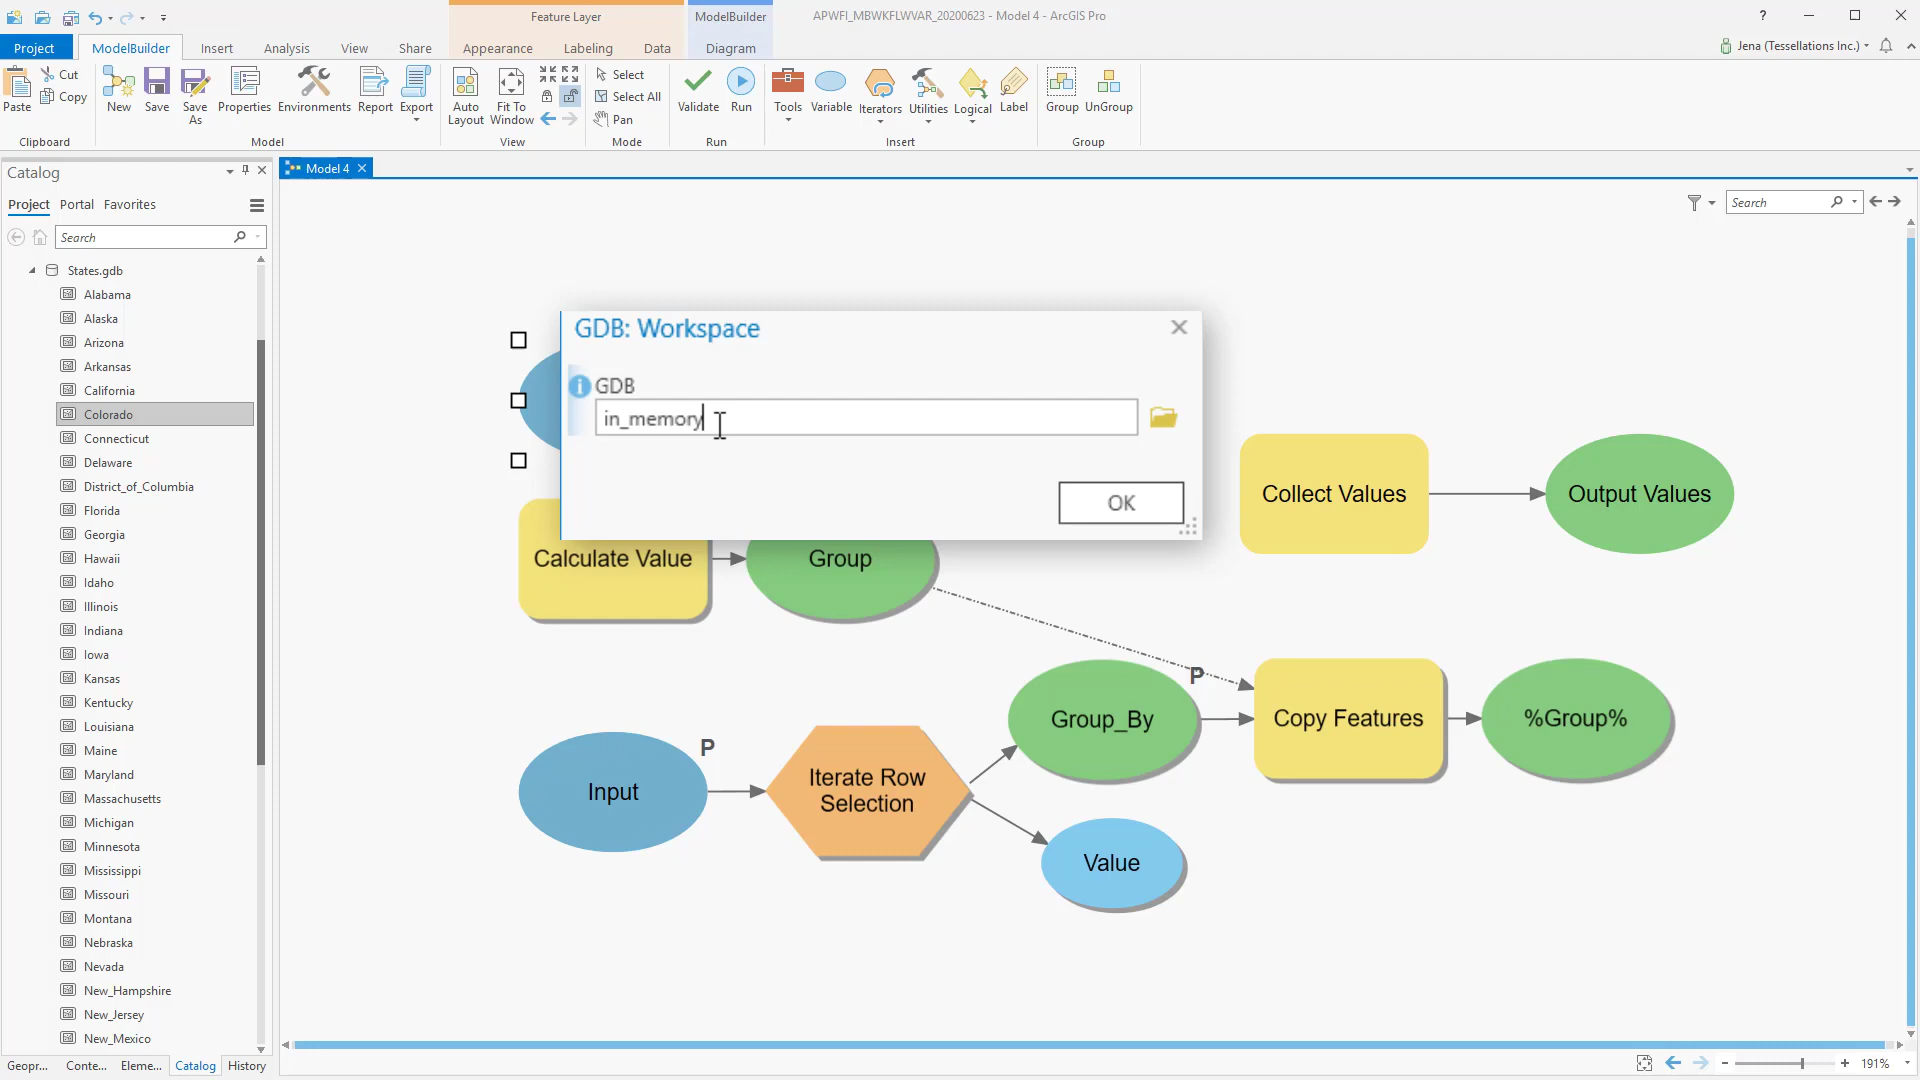 Feature Layer
ModelBuilder
APWFI_MBWKFLWVAR_20200623 - Model 4 - ArcGIS Pro
?
Project
ModelBuilder
Insert
Analysis
View
Share
Appearance
Labeling
Data
Diagram
Jena (Tessellations Inc.)
Paste
Cut
Copy
Clipboard
New
Save
Save As
Properties
Environments
Report
Export
Model
Auto Layout
Fit To Window
View
Select
Select All
Pan
Mode
Validate
Run
Run
Tools
Variable
Iterators
Utilities
Logical
Label
Insert
Group
UnGroup
Group
Catalog
Project
Portal
Favorites
Search
States.gdb
Alabama
Alaska
Arizona
Arkansas
California
Colorado
Connecticut
Delaware
District_of_Columbia
Florida
Georgia
Hawaii
Idaho
Illinois
Indiana
Iowa
Kansas
Kentucky
Louisiana
Maine
Maryland
Massachusetts
Michigan
Minnesota
Mississippi
Missouri
Montana
Nebraska
Nevada
New_Hampshire
New_Jersey
New_Mexico
Geopr...
Conte...
Eleme...
Catalog
History
Model 4
Search
GDB: Workspace
GDB
in_memory
OK
Collect Values
Output Values
Calculate Value
Group
P
Group_By
Copy Features
%Group%
P
Input
Iterate Row
Selection
Value
191%